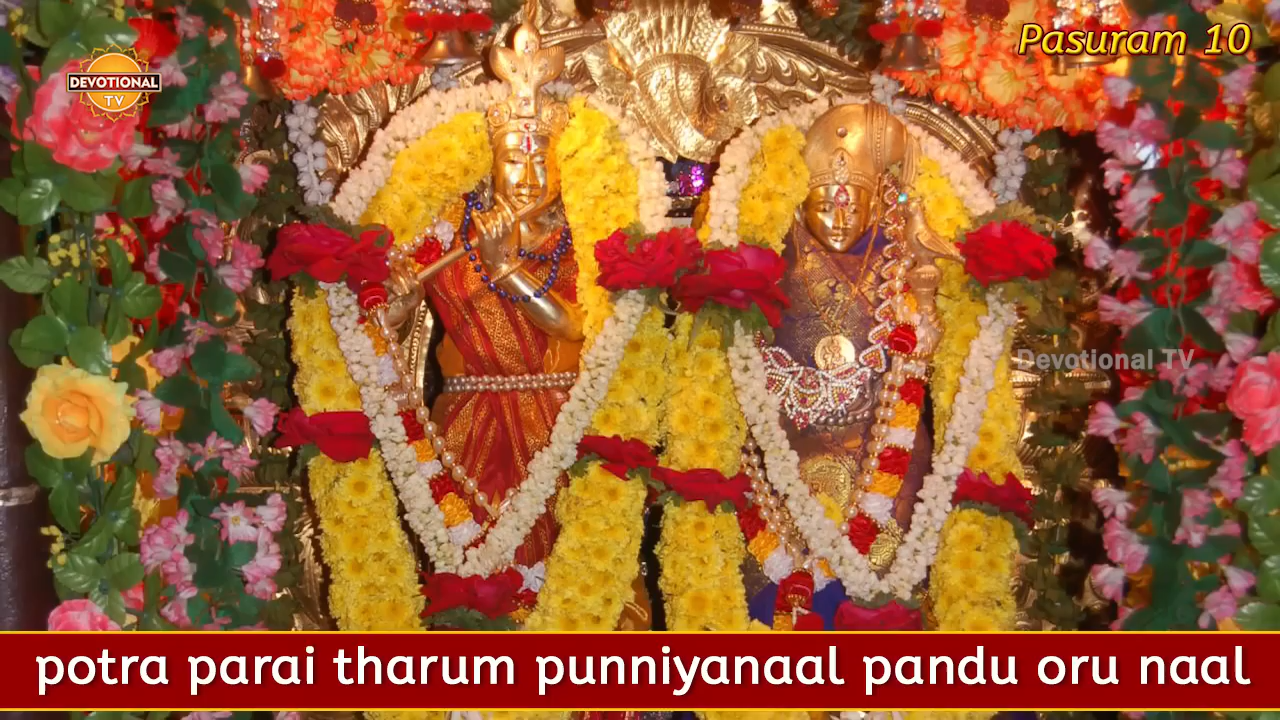 Pasuram 10
DEVOTIONAL
TV
Devotional TV
potra parai tharum punniyanaal pandu oru naal